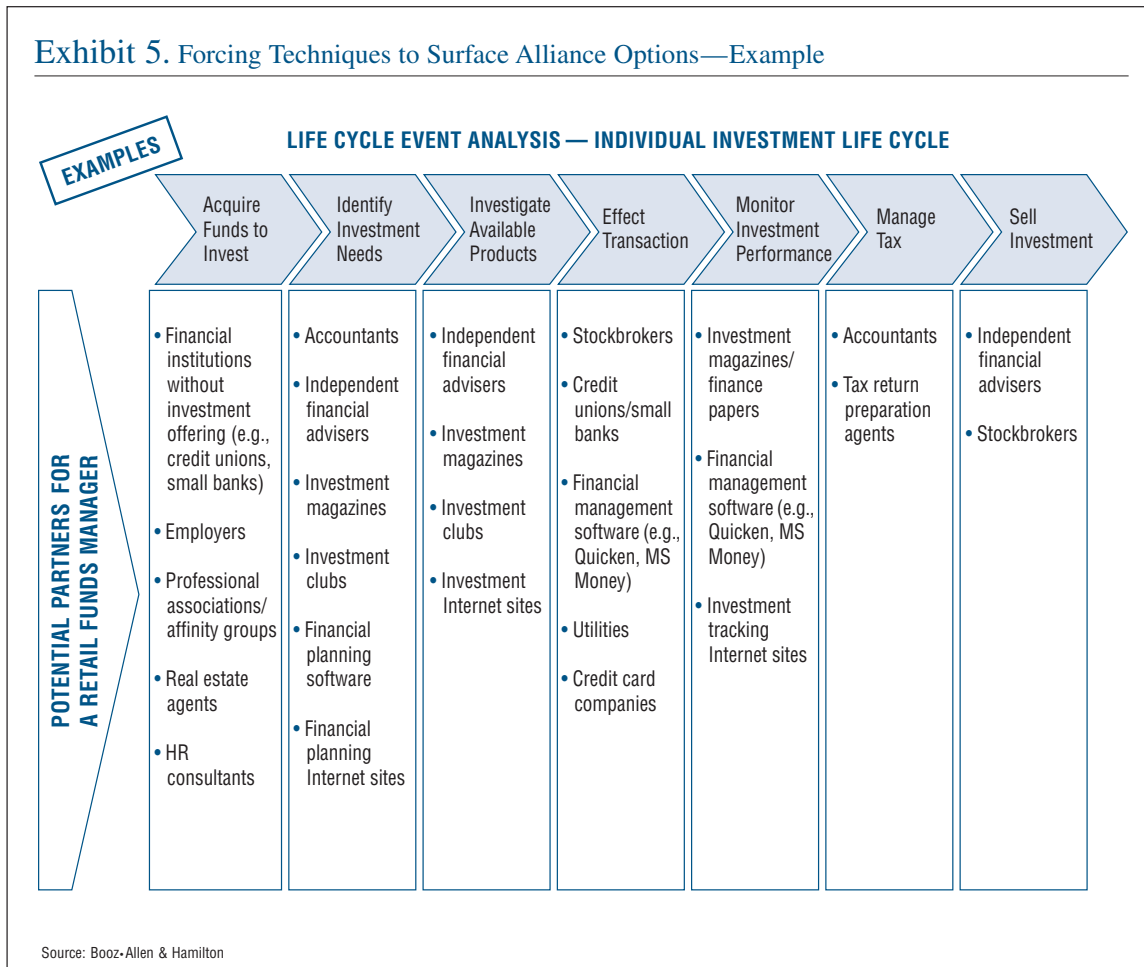 Exhibit 5. Forcing Techniques to Surface Alliance Options—Example
EXAMPLES
LIFE CYCLE EVENT ANALYSIS — INDIVIDUAL INVESTMENT LIFE CYCLE
Acquire
Funds to
Invest
Identify
Investment
Needs
Investigate
Available
Products
Effect
Transaction
Monitor
Investment
Performance
Manage
Tax
Sell
Investment
POTENTIAL PARTNERS FOR
A RETAIL FUNDS MANAGER
• Financial
institutions
without
investment
offering (e.g.,
credit unions,
small banks)
• Employers
• Professional
associations/
affinity groups
• Real estate
agents
• HR
consultants
• Accountants
• Independent
financial
advisers
• Investment
magazines
• Investment
clubs
• Financial
planning
software
• Financial
planning
Internet sites
• Independent
financial
advisers
• Investment
magazines
• Investment
clubs
• Investment
Internet sites
• Stockbrokers
• Credit
unions/small
banks
• Financial
management
software (e.g.,
Quicken, MS
Money)
• Utilities
• Credit card
companies
• Investment
magazines/
finance
papers
• Financial
management
software (e.g.,
Quicken, MS
Money)
• Investment
tracking
Internet sites
• Accountants
• Tax return
preparation
agents
• Independent
financial
advisers
• Stockbrokers
Source: Booz•Allen & Hamilton